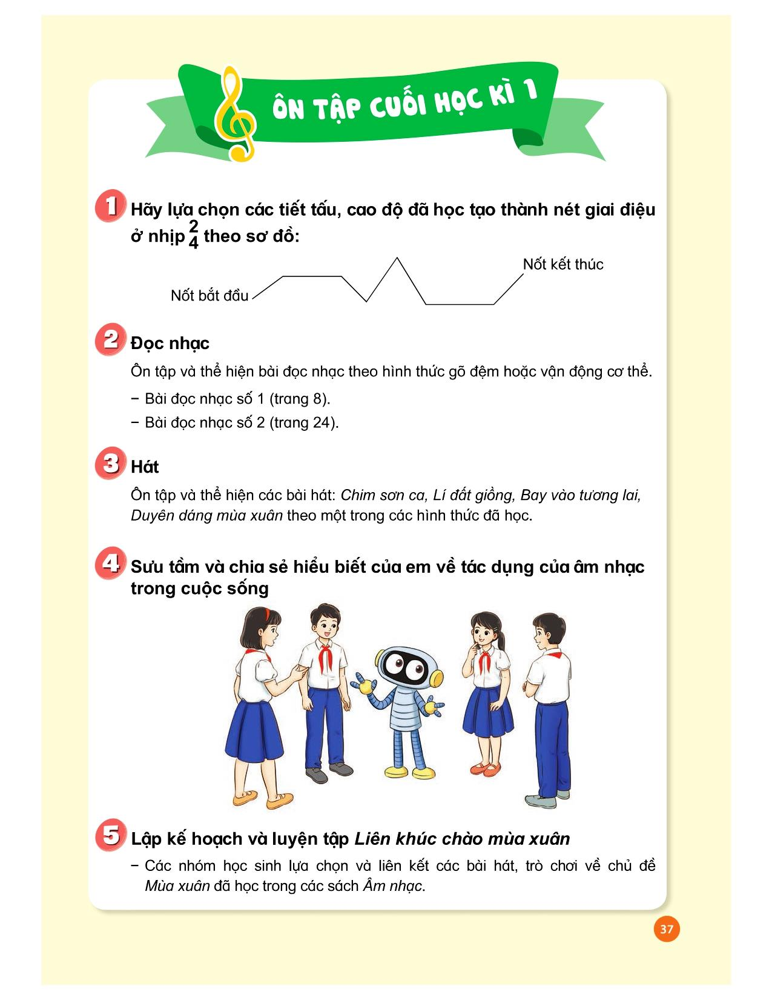 ÔN TẬP CUỐI HỌC KÌ 1
1 Hãy lựa chọn các tiết tấu, cao độ đã học tạo thành nét giai điệu
ở nhịp 2/4 theo sơ đồ:
Nốt kết thúc
Nốt bắt đầu
2 Đọc nhạc
Ôn tập và thể hiện bài đọc nhạc theo hình thức gõ đệm hoặc vận động cơ thể.
– Bài đọc nhạc số 1 (trang 8).
– Bài đọc nhạc số 2 (trang 24).
3 Hát
Ôn tập và thể hiện các bài hát: Chim sơn ca, Lí đất giồng, Bay vào tương lai,
Duyên dáng mùa xuân theo một trong các hình thức đã học.
4 Sưu tầm và chia sẻ hiểu biết của em về tác dụng của âm nhạc
trong cuộc sống
5 Lập kế hoạch và luyện tập Liên khúc chào mùa xuân
– Các nhóm học sinh lựa chọn và liên kết các bài hát, trò chơi về chủ đề
Mùa xuân đã học trong các sách Âm nhạc.
37